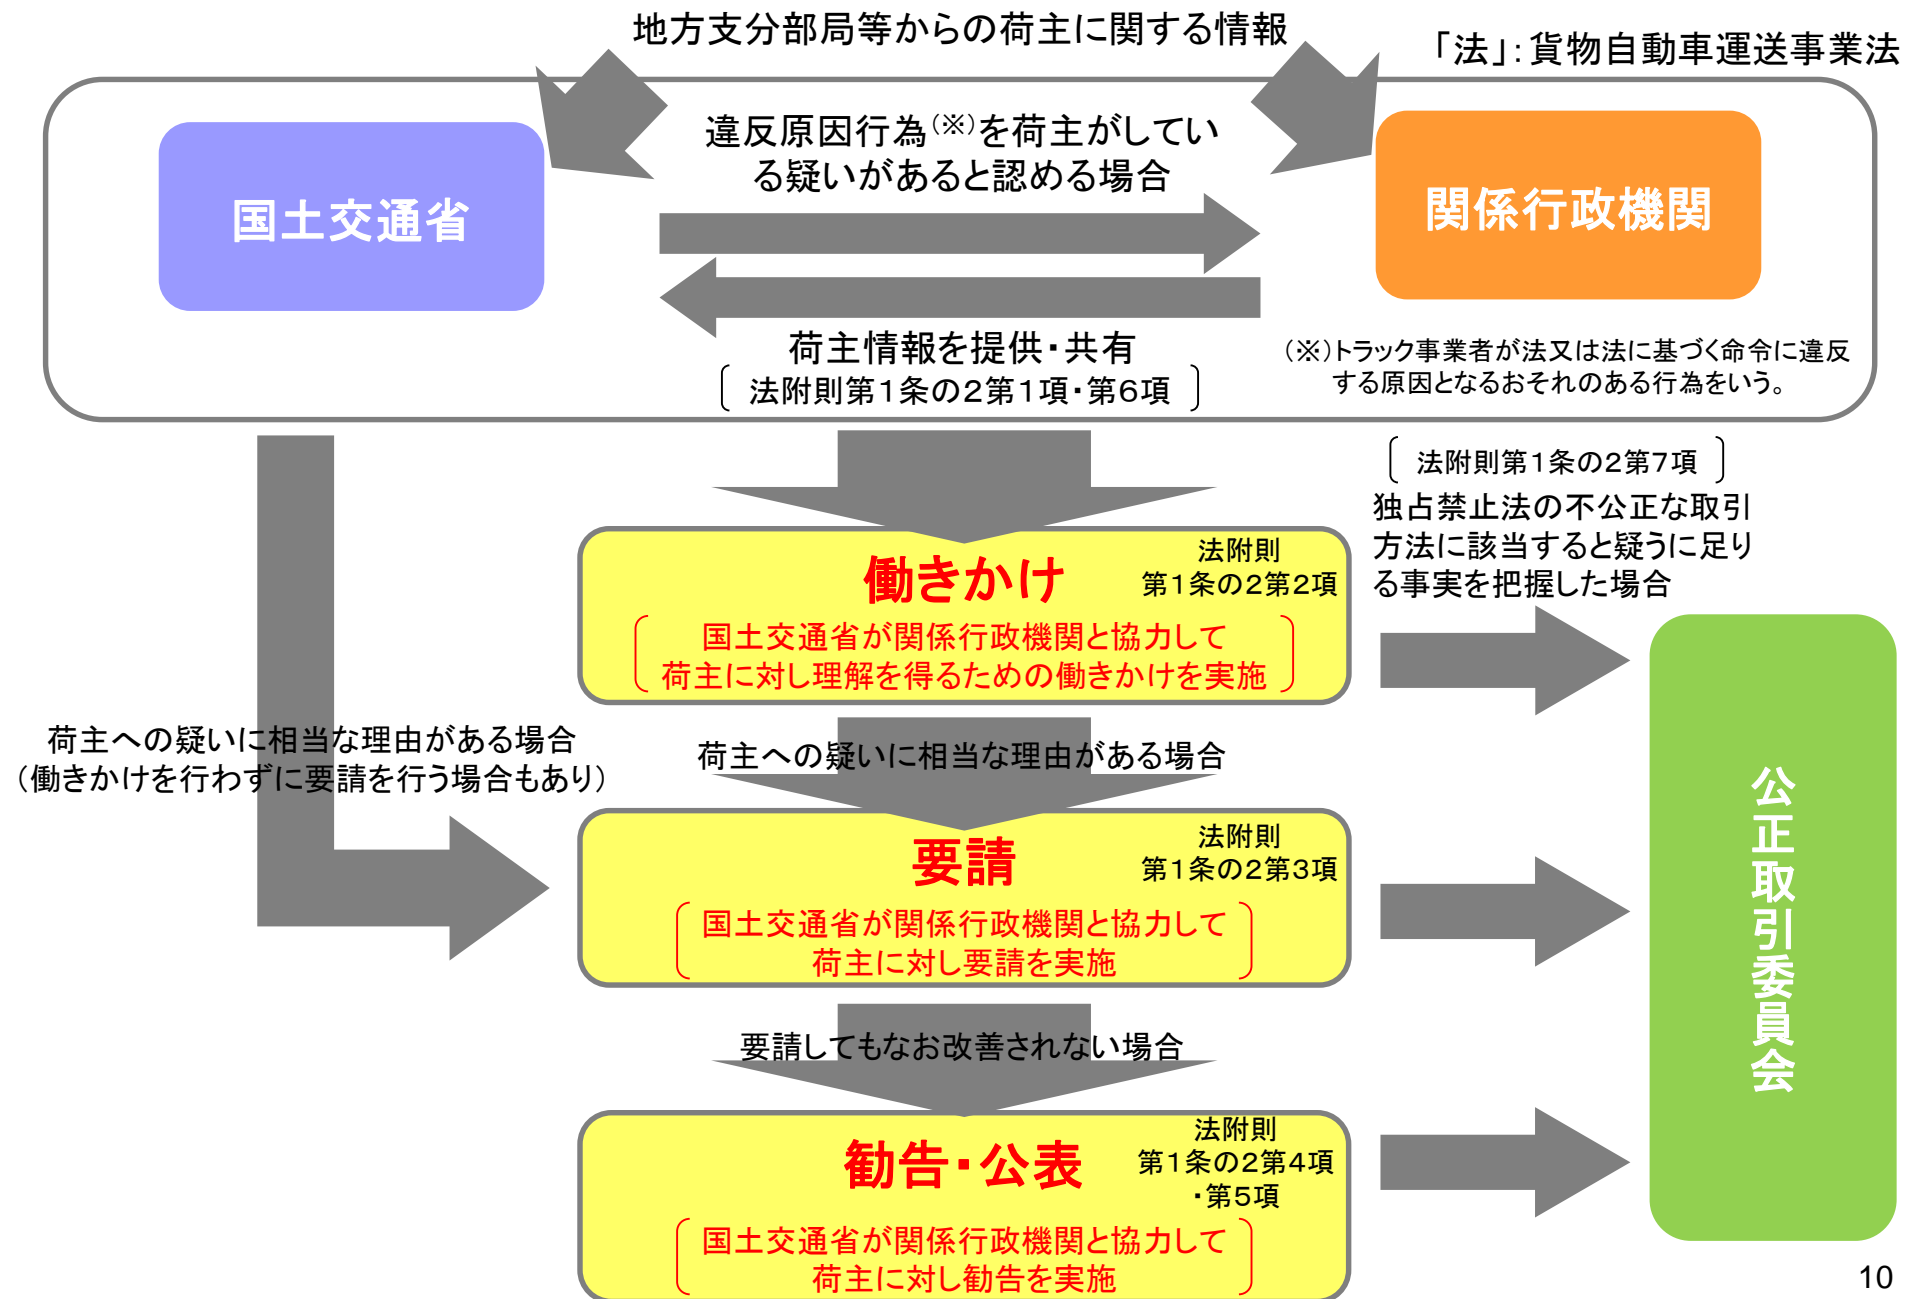 地方支分部局等からの荷主に関する情報
「法」：貨物自動車運送事業法
違反原因行為（※）を荷主がしてい
る疑いがあると認める場合
国土交通省
関係行政機関
荷主情報を提供・共有
法附則第１条の２第１項・第６項
（※）トラック事業者が法又は法に基づく命令に違反
する原因となるおそれのある行為をいう。
法附則第１条の２第７項
独占禁止法の不公正な取引
方法に該当すると疑うに足り
る事実を把握した場合
働きかけ
法附則
第１条の２第２項
国土交通省が関係行政機関と協力して
荷主に対し理解を得るための働きかけを実施
荷主への疑いに相当な理由がある場合
（働きかけを行わずに要請を行う場合もあり）
荷主への疑いに相当な理由がある場合
要請
法附則
第１条の２第３項
国土交通省が関係行政機関と協力して
荷主に対し要請を実施
公正取引委員会
要請してもなお改善されない場合
勧告・公表
法附則
第１条の２第４項
・第５項
国土交通省が関係行政機関と協力して
荷主に対し勧告を実施
10